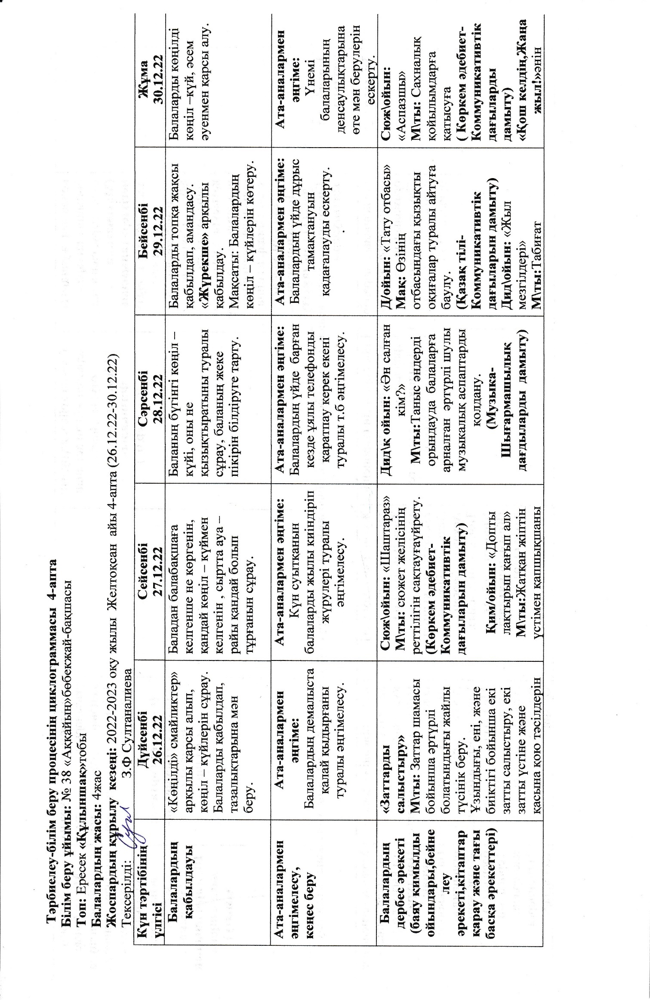 Тәрбиелеу-білім беру процесінің циклограммасы 4-апта
Білім беру ұйымы: № 38 «Аққайың»бөбекжай-бақшасы
Топ: Ересек «Құлыншақ»тобы
Балалардың жасы: 4жас
Жоспардың құрылу кезеңі: 2022-2023 оқу жылы Желтоқсан айы 4-апта (26.12.22-30.12.22)
Тексерілді: З.Ф Султаналиева
Күн тәртібінің
үлгісі
Дүйсенбі
26.12.22
Сейсенбі
27.12.22
Сәрсенбі
28.12.22
Бейсенбі
29.12.22
Жұма
30.12.22
Балалардың
қабылдауы
«Көңілді» смайликтер»
арқылы қарсы алып,
көңіл – күйлерін сұрау.
Балаларды қабылдап,
тазалықтарына мән
беру.
Баладан балабақшаға
келгенше не көргенін,
қандай көңіл – күймен
келгенін , сыртта ауа –
райы қандай болып
тұрғанын сұрау.
Баланың бүгінгі көңіл –
күйі, оны не
қызықтыратыны туралы
сұрау, баланың жеке
пікірін білдіруге тарту.
Балаларды топқа жақсы
қабылдап, амандасу.
«Жүрекше» арқылы
қабылдау.
Мақсаты: Балалардың
көңіл – күйлерін көтеру.
Балаларды көңілді
көңіл –күй, әсем
әуенмен қарсы алу.
Ата-аналармен
әңгімелесу,
кеңес беру
Ата-аналармен
әңгіме:
Балалардың демалыста
қалай қыдырғаны
туралы әңгімелесу.
Ата-аналармен әңгіме:
Күн суытқанын
балаларды жылы киіндіріп
жүрулері туралы
әңгімелесу.
Ата-аналармен әңгіме:
Балалардың үйде барған
кезде ұялы телефонды
қаратпау керек екені
туралы т.б әңгімелесу.
Ата-аналармен әңгіме:
Балалардың үйде дұрыс
тамақтануын
қадағалауды ескерту.
.
Ата-аналармен
әңгіме:
Үнемі
балаларының
денсаулықтарына
өте мән берулерін
ескерту.
Балалардың
дербес әрекеті
(баяу қимылды
ойындары,бейне
леу
әрекеті,кітаптар
қарау және тағы
басқа әрекеттері)
«Заттарды
салыстыру»
М\ты: Заттар шамасы
бойынша әртүрлі
болатындығы жайлы
түсінік беру.
Ұзындығы, ені, және
биіктігі бойынша екі
затты салыстыру, екі
затты үстіне және
қасына қою тәсілдерін
Сюж\ойын: «Шаштараз»
М\ты: сюжет желісінің
реттілігін сақтауғаүйрету.
(Көркем әдебиет-
Коммуникативтік
дағыларын дамыту)
Қим/ойын: «Допты
лақтырып қағып ал»
М\ты:Жатқан жіптін
үстімен қапшықшаны
Дид\қ ойын: «Ән салған
кім?»
М\ты:Таныс әндерді
орындауда балаларға
арналған әртүрлі шулы
музыкалық аспаптарды
қолдану.
(Музыка-
Шығармашылық
дағдыларды дамыту)
Д/ойын: «Тату отбасы»
Мақ: Өзінің
отбасындағы қызықты
оқиғалар туралы айтуға
баулу.
(Қазақ тілі-
Коммуникативтік
дағыларын дамыту)
Дид\ойын: «Жыл
мезгілдері»
М\ты:Табиғат
Сюж\ойын:
«Аспазшы»
М\ты: Сахналық
қойылымдарға
қатысуға
( Көркем әдебиет-
Коммуникативтік
дағыларды
дамыту)
«Қош келдің,Жаңа
жыл!»әнін